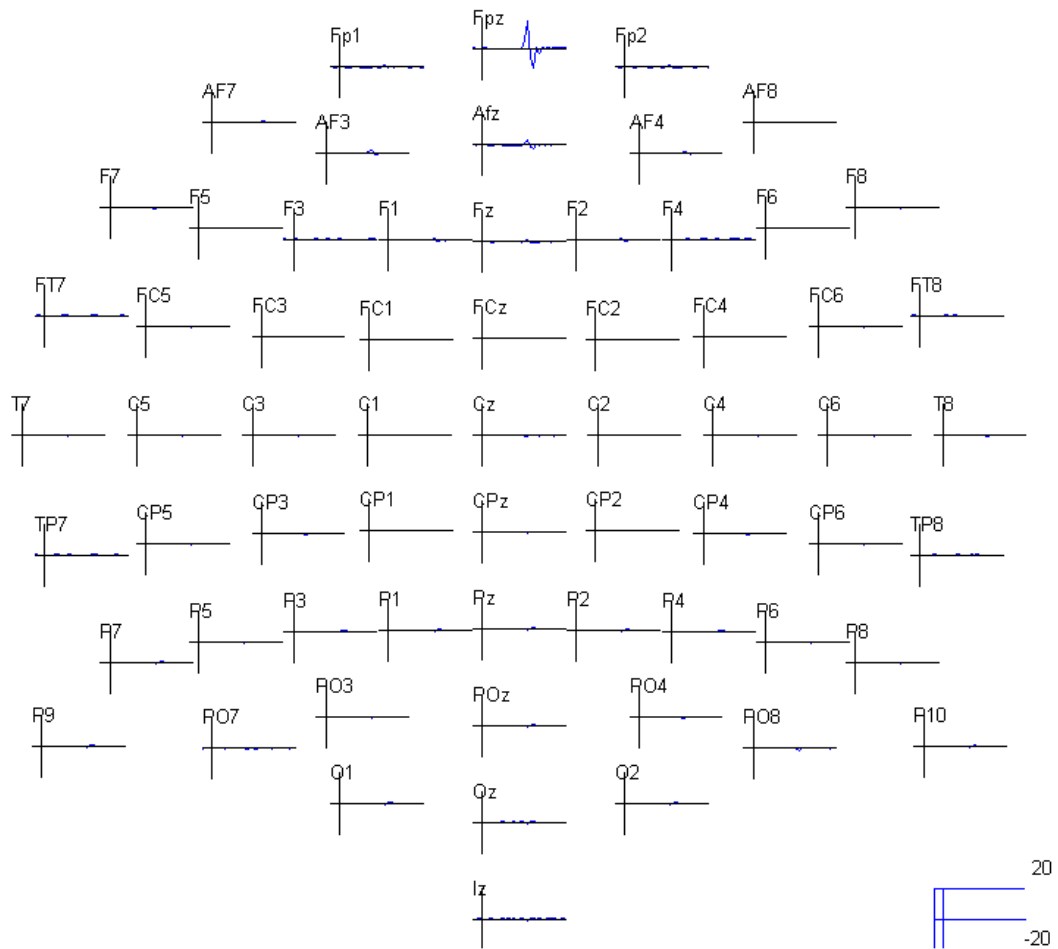 Fpz
Fp1 Fp2
AF7 AF8
Afz
AF3 AF4
F7 F8
F5 F6
F3 F1 Fz F2 F4
FT7 FT8
FC5 FC6
FC3 FC1 FCz FC2 FC4
T7 C5 C3 C1 Cz C2 C4 C6 T8
CP3 CP1 CPz CP2 CP4
TP7 CP5 CP6 TP8
P3 P1 Pz P2 P4
P5 P6
P7 P8
PO3 POz PO4
P9 PO7 PO8 P10
O1 O2
Oz
20
Iz
-20